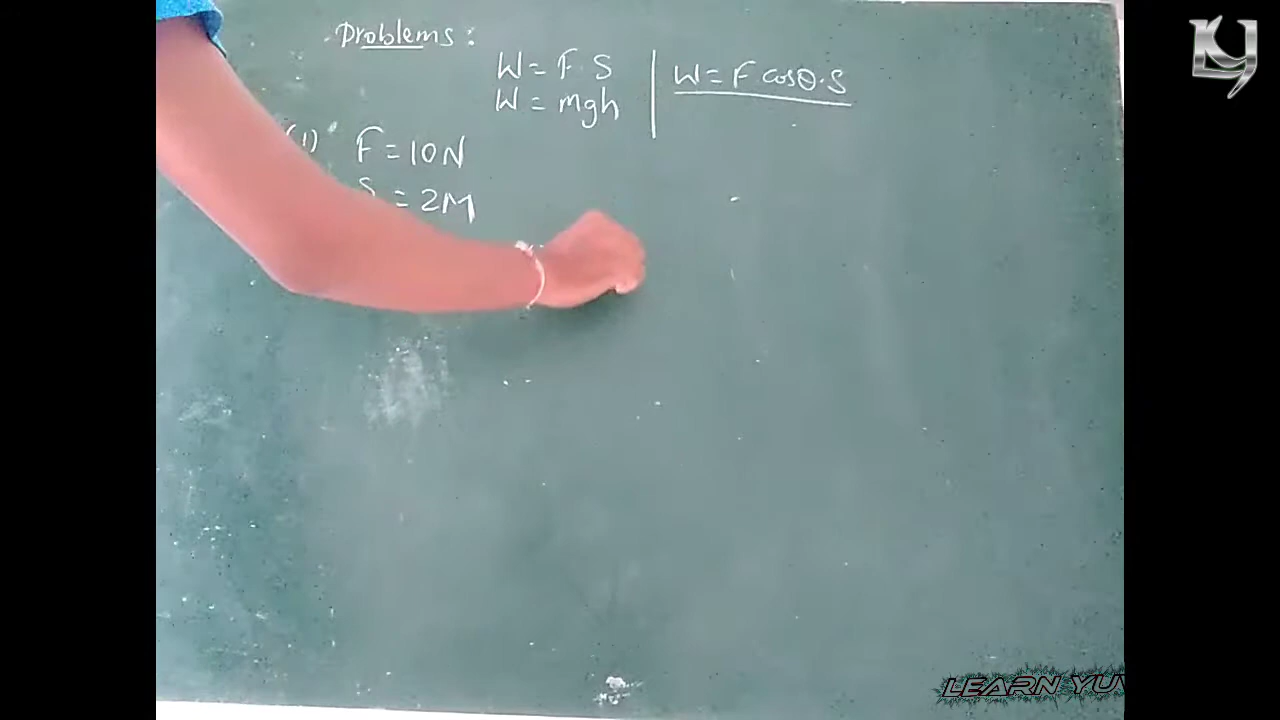 Problems:
W = F S
W = mgh
W = F cosθ.S
(1) F = 10N
S = 2M
LEARN YU